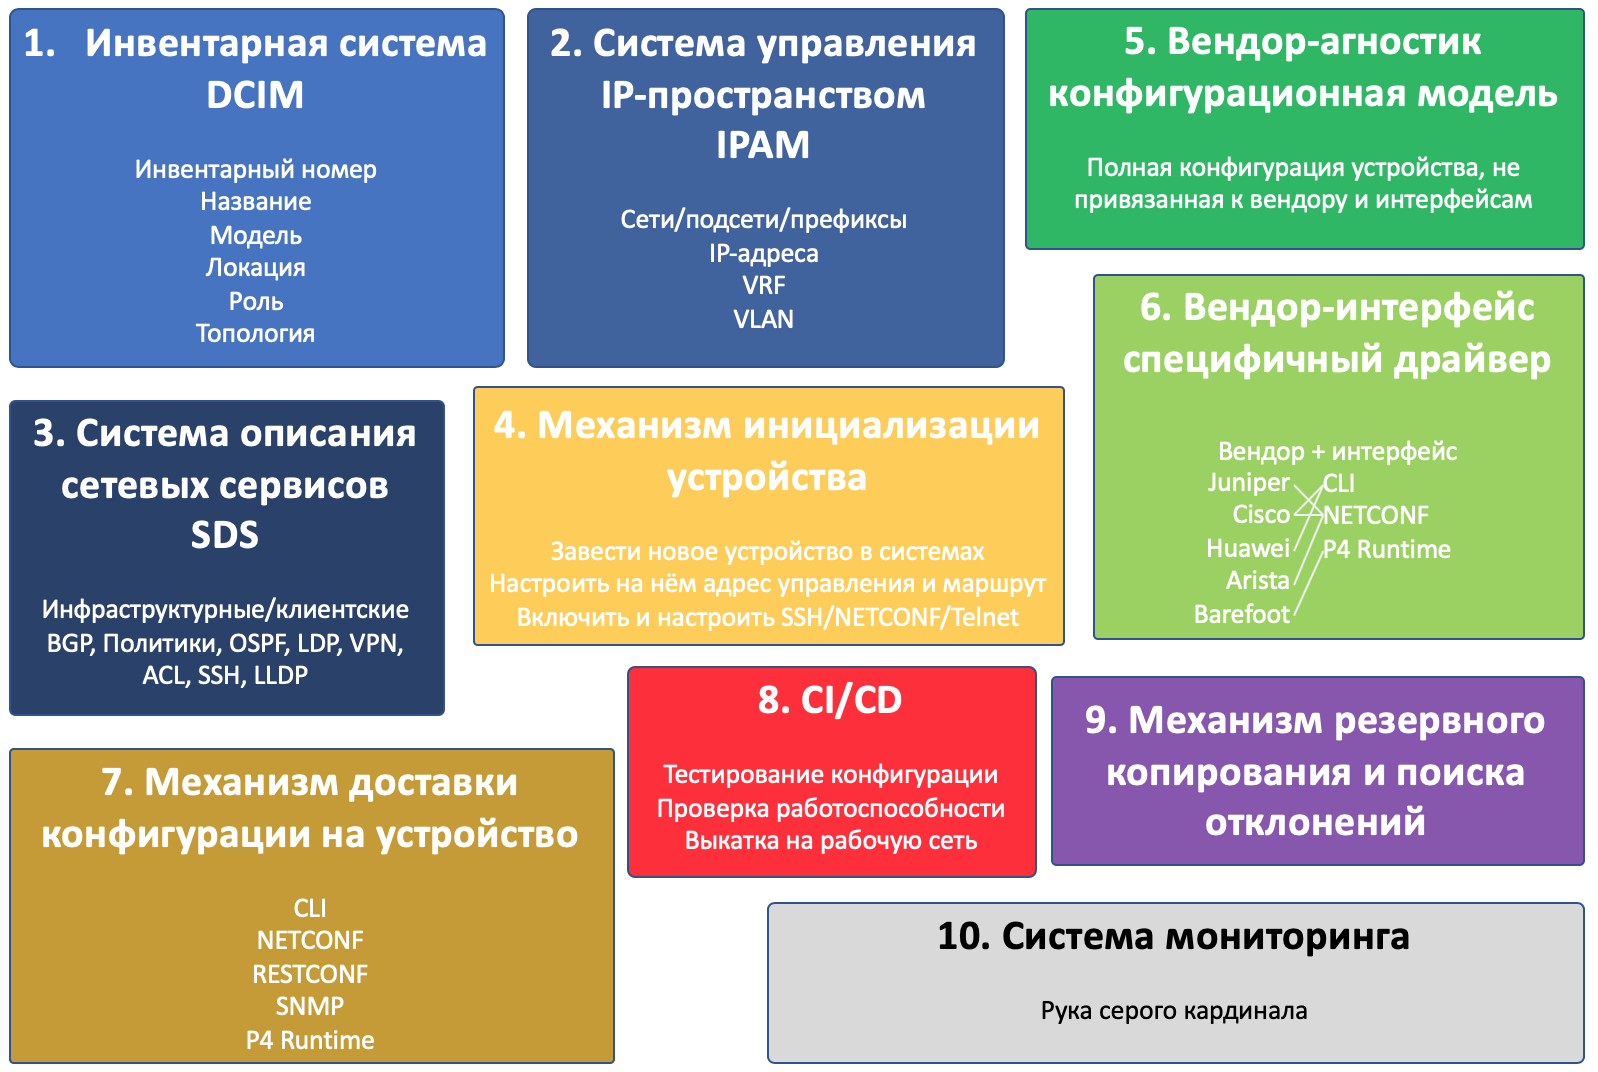 1. Инвентарная система
DCIM
Инвентарный номер
Название
Модель
Локация
Роль
Топология
2. Система управления
IP-пространством
IPAM
Сети/подсети/префиксы
IP-адреса
VRF
VLAN
3. Система описания
сетевых сервисов
SDS
Инфраструктурные/клиентские
BGP, Политики, OSPF, LDP, VPN,
ACL, SSH, LLDP
4. Механизм инициализации
устройства
Завести новое устройство в системах
Настроить на нём адрес управления и маршрут
Включить и настроить SSH/NETCONF/Telnet
5. Вендор-агностик
конфигурационная модель
Полная конфигурация устройства, не
привязанная к вендору и интерфейсам
6. Вендор-интерфейс
специфичный драйвер
Вендор + интерфейс
Juniper CLI
Cisco NETCONF
Huawei P4 Runtime
Arista
Barefoot
7. Механизм доставки
конфигурации на устройство
CLI
NETCONF
RESTCONF
SNMP
P4 Runtime
8. CI/CD
Тестирование конфигурации
Проверка работоспособности
Выкатка на рабочую сеть
9. Механизм резервного
копирования и поиска
отклонений
10. Система мониторинга
Рука серого кардинала